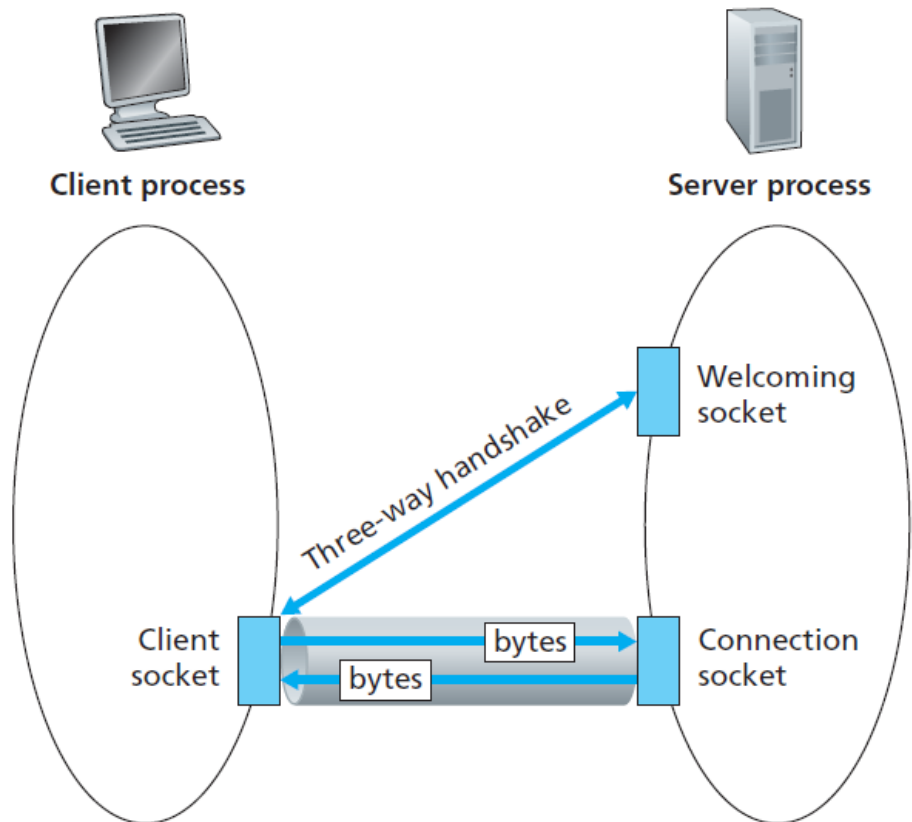 Client process
Server process
Welcoming
socket
Three-way handshake
Client
socket
bytes
bytes
Connection
socket